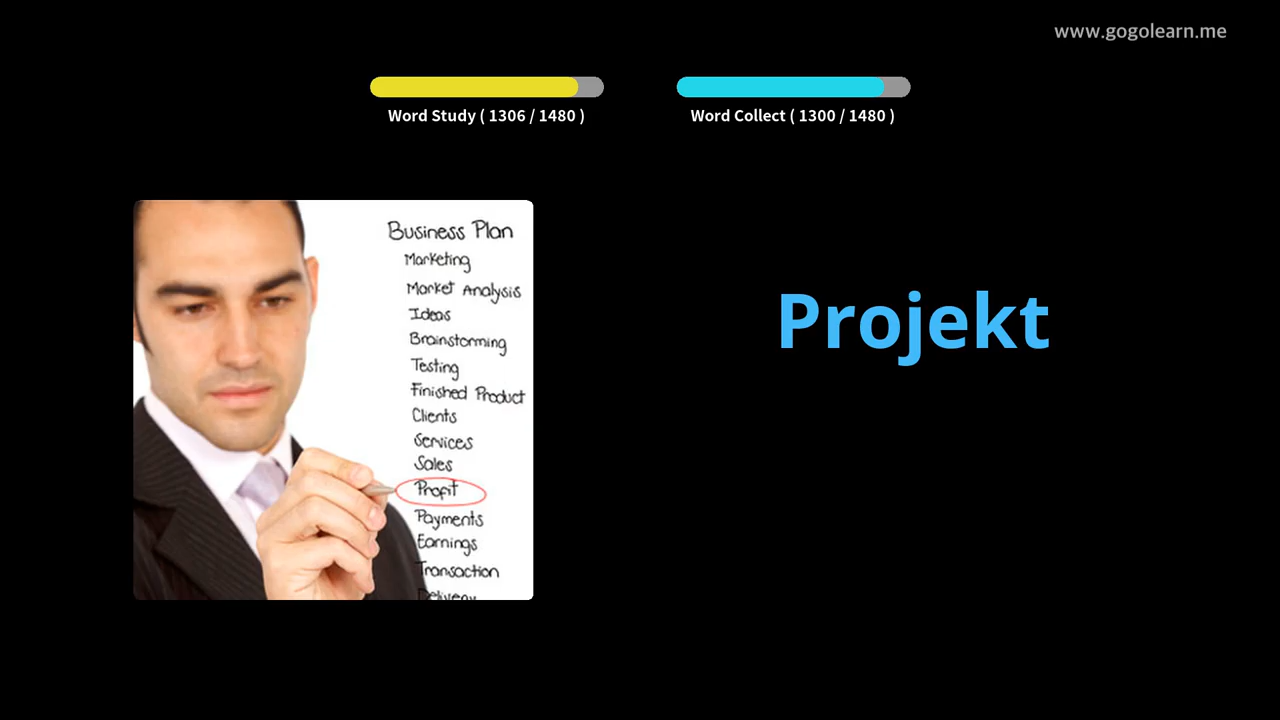 www.gogolearn.me
Word Study ( 1306 / 1480 )
Word Collect ( 1300 / 1480 )
Business Plan
Marketing
Market Analysis
Ideas
Brainstorming
Testing
Finished Product
Clients
Services
Sales
Profit
Payments
Earnings
Transaction
Delivery
Projekt